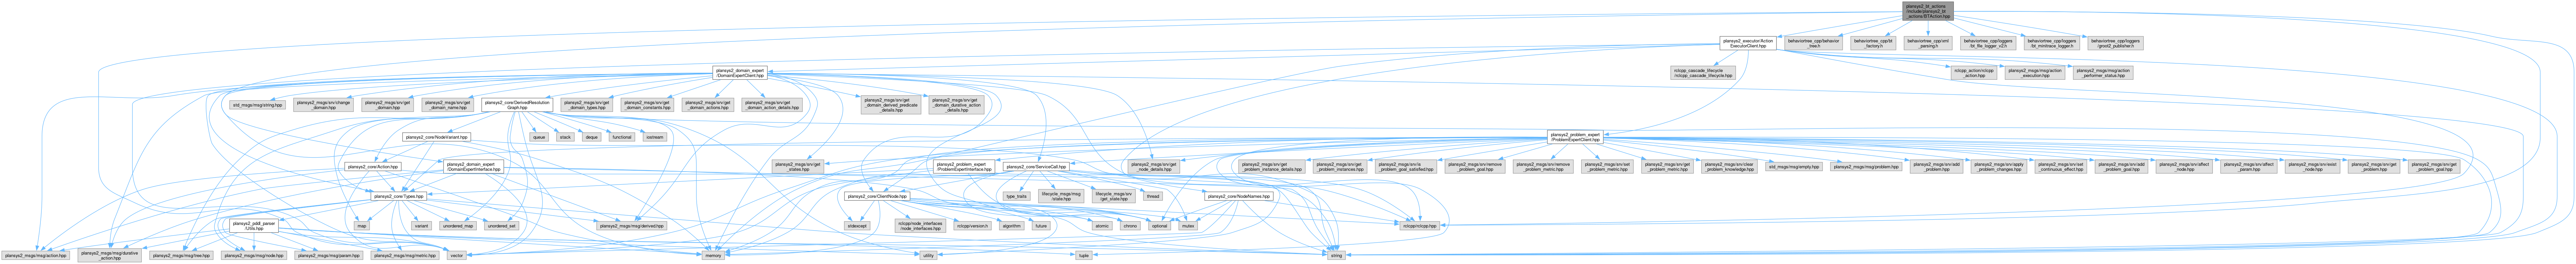 plansys2_bt_actions
/include/plansys2_bt
_actions/BTAction.hpp
plansys2_executor/Action
ExecutorClient.hpp
behaviortree_cpp/behavior
_tree.h
behaviortree_cpp/bt
_factory.h
behaviortree_cpp/xml
_parsing.h
behaviortree_cpp/loggers
/bt_file_logger_v2.h
behaviortree_cpp/loggers
/bt_minitrace_logger.h
behaviortree_cpp/loggers
/groot2_publisher.h
plansys2_domain_expert
/DomainExpertClient.hpp
rclcpp_cascade_lifecycle
/rclcpp_cascade_lifecycle.hpp
rclcpp_action/rclcpp
_action.hpp
plansys2_msgs/msg/action
_execution.hpp
plansys2_msgs/msg/action
_performer_status.hpp
std_msgs/msg/string.hpp
plansys2_msgs/srv/change
_domain.hpp
plansys2_msgs/srv/get
_domain.hpp
plansys2_msgs/srv/get
_domain_name.hpp
plansys2_core/DerivedResolution
Graph.hpp
plansys2_msgs/srv/get
_domain_types.hpp
plansys2_msgs/srv/get
_domain_constants.hpp
plansys2_msgs/srv/get
_domain_actions.hpp
plansys2_msgs/srv/get
_domain_action_details.hpp
plansys2_msgs/srv/get
_domain_derived_predicate
_details.hpp
plansys2_msgs/srv/get
_domain_durative_action
_details.hpp
plansys2_core/NodeVariant.hpp
queue
stack
deque
functional
iostream
plansys2_problem_expert
/ProblemExpertClient.hpp
plansys2_core/Action.hpp
plansys2_domain_expert
/DomainExpertInterface.hpp
plansys2_msgs/srv/get
_states.hpp
plansys2_problem_expert
/ProblemExpertInterface.hpp
plansys2_core/ServiceCall.hpp
plansys2_msgs/srv/get
_node_details.hpp
plansys2_msgs/srv/get
_problem_instance_details.hpp
plansys2_msgs/srv/get
_problem_instances.hpp
plansys2_msgs/srv/is
_problem_goal_satisfied.hpp
plansys2_msgs/srv/remove
_problem_goal.hpp
plansys2_msgs/srv/remove
_problem_metric.hpp
plansys2_msgs/srv/set
_problem_metric.hpp
plansys2_msgs/srv/get
_problem_metric.hpp
plansys2_msgs/srv/clear
_problem_knowledge.hpp
std_msgs/msg/empty.hpp
plansys2_msgs/msg/problem.hpp
plansys2_msgs/srv/add
_problem.hpp
plansys2_msgs/srv/apply
_problem_changes.hpp
plansys2_msgs/srv/set
_continuous_effect.hpp
plansys2_msgs/srv/add
_problem_goal.hpp
plansys2_msgs/srv/affect
_node.hpp
plansys2_msgs/srv/affect
_param.hpp
plansys2_msgs/srv/exist
_node.hpp
plansys2_msgs/srv/get
_problem.hpp
plansys2_msgs/srv/get
_problem_goal.hpp
plansys2_core/Types.hpp
plansys2_core/ClientNode.hpp
type_traits
lifecycle_msgs/msg
/state.hpp
lifecycle_msgs/srv
/get_state.hpp
thread
plansys2_core/NodeNames.hpp
plansys2_pddl_parser
/Utils.hpp
map
variant
unordered_map
unordered_set
plansys2_msgs/msg/derived.hpp
stdexcept
rclcpp/node_interfaces
/node_interfaces.hpp
rclcpp/version.h
algorithm
future
atomic
chrono
optional
mutex
rclcpp/rclcpp.hpp
plansys2_msgs/msg/action.hpp
plansys2_msgs/msg/durative
_action.hpp
plansys2_msgs/msg/tree.hpp
plansys2_msgs/msg/node.hpp
plansys2_msgs/msg/param.hpp
plansys2_msgs/msg/metric.hpp
vector
memory
utility
tuple
string